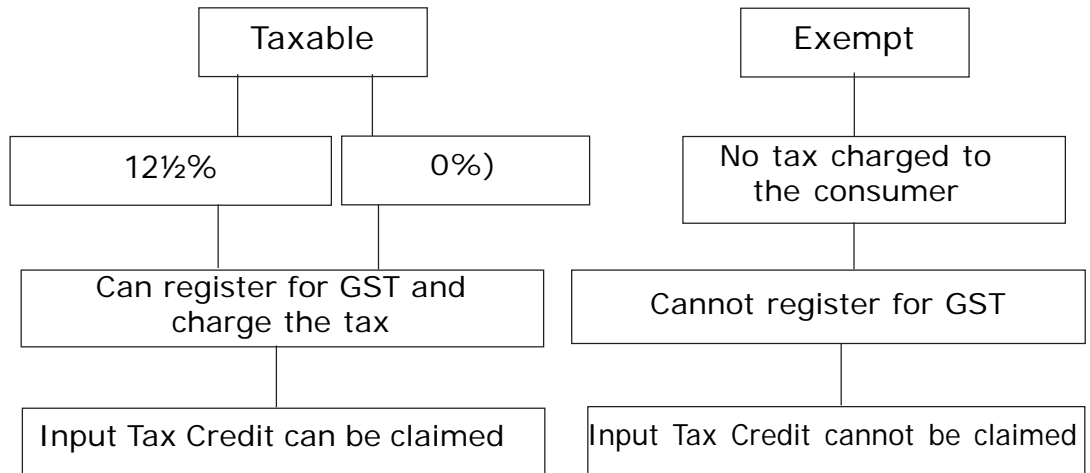 Taxable
12½%
0%)
Can register for GST and
charge the tax
Input Tax Credit can be claimed
Exempt
No tax charged to
the consumer
Cannot register for GST
Input Tax Credit cannot be claimed